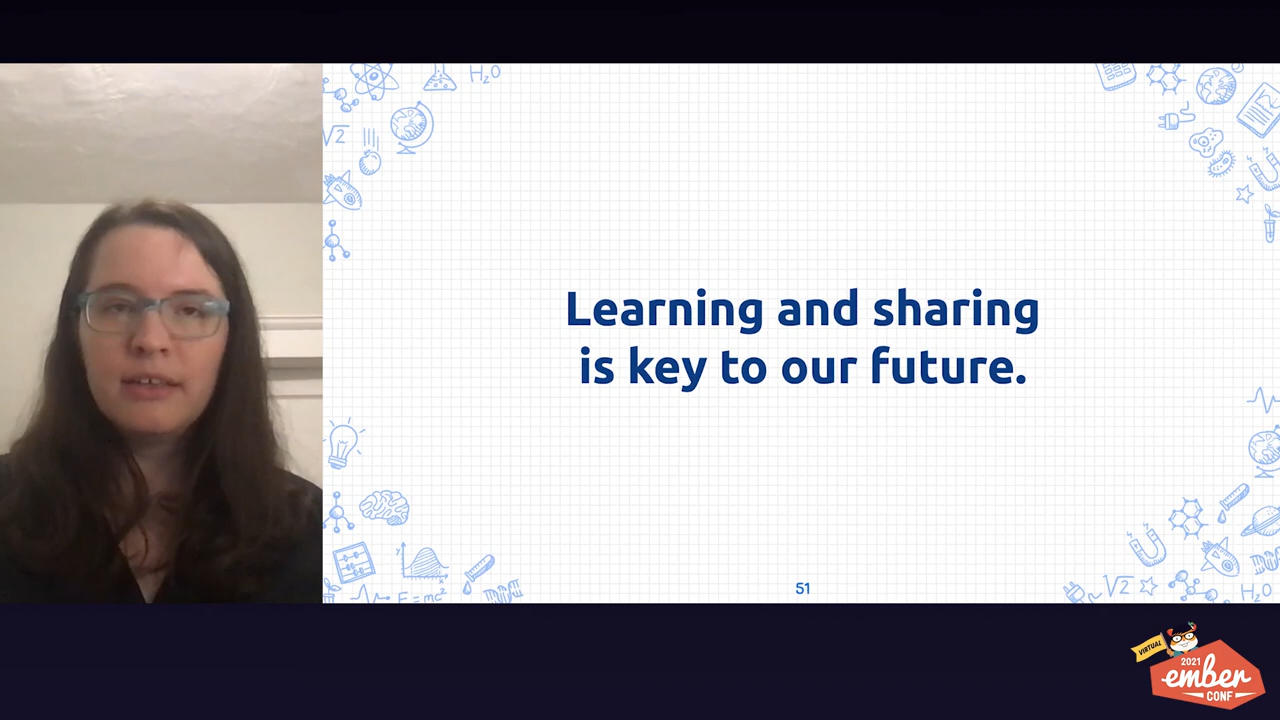 H₂O
√2
Learning and sharing
is key to our future.
y
x
E=mc²
51
√2
H₂O
VIRTUAL
2021
ember
CONF